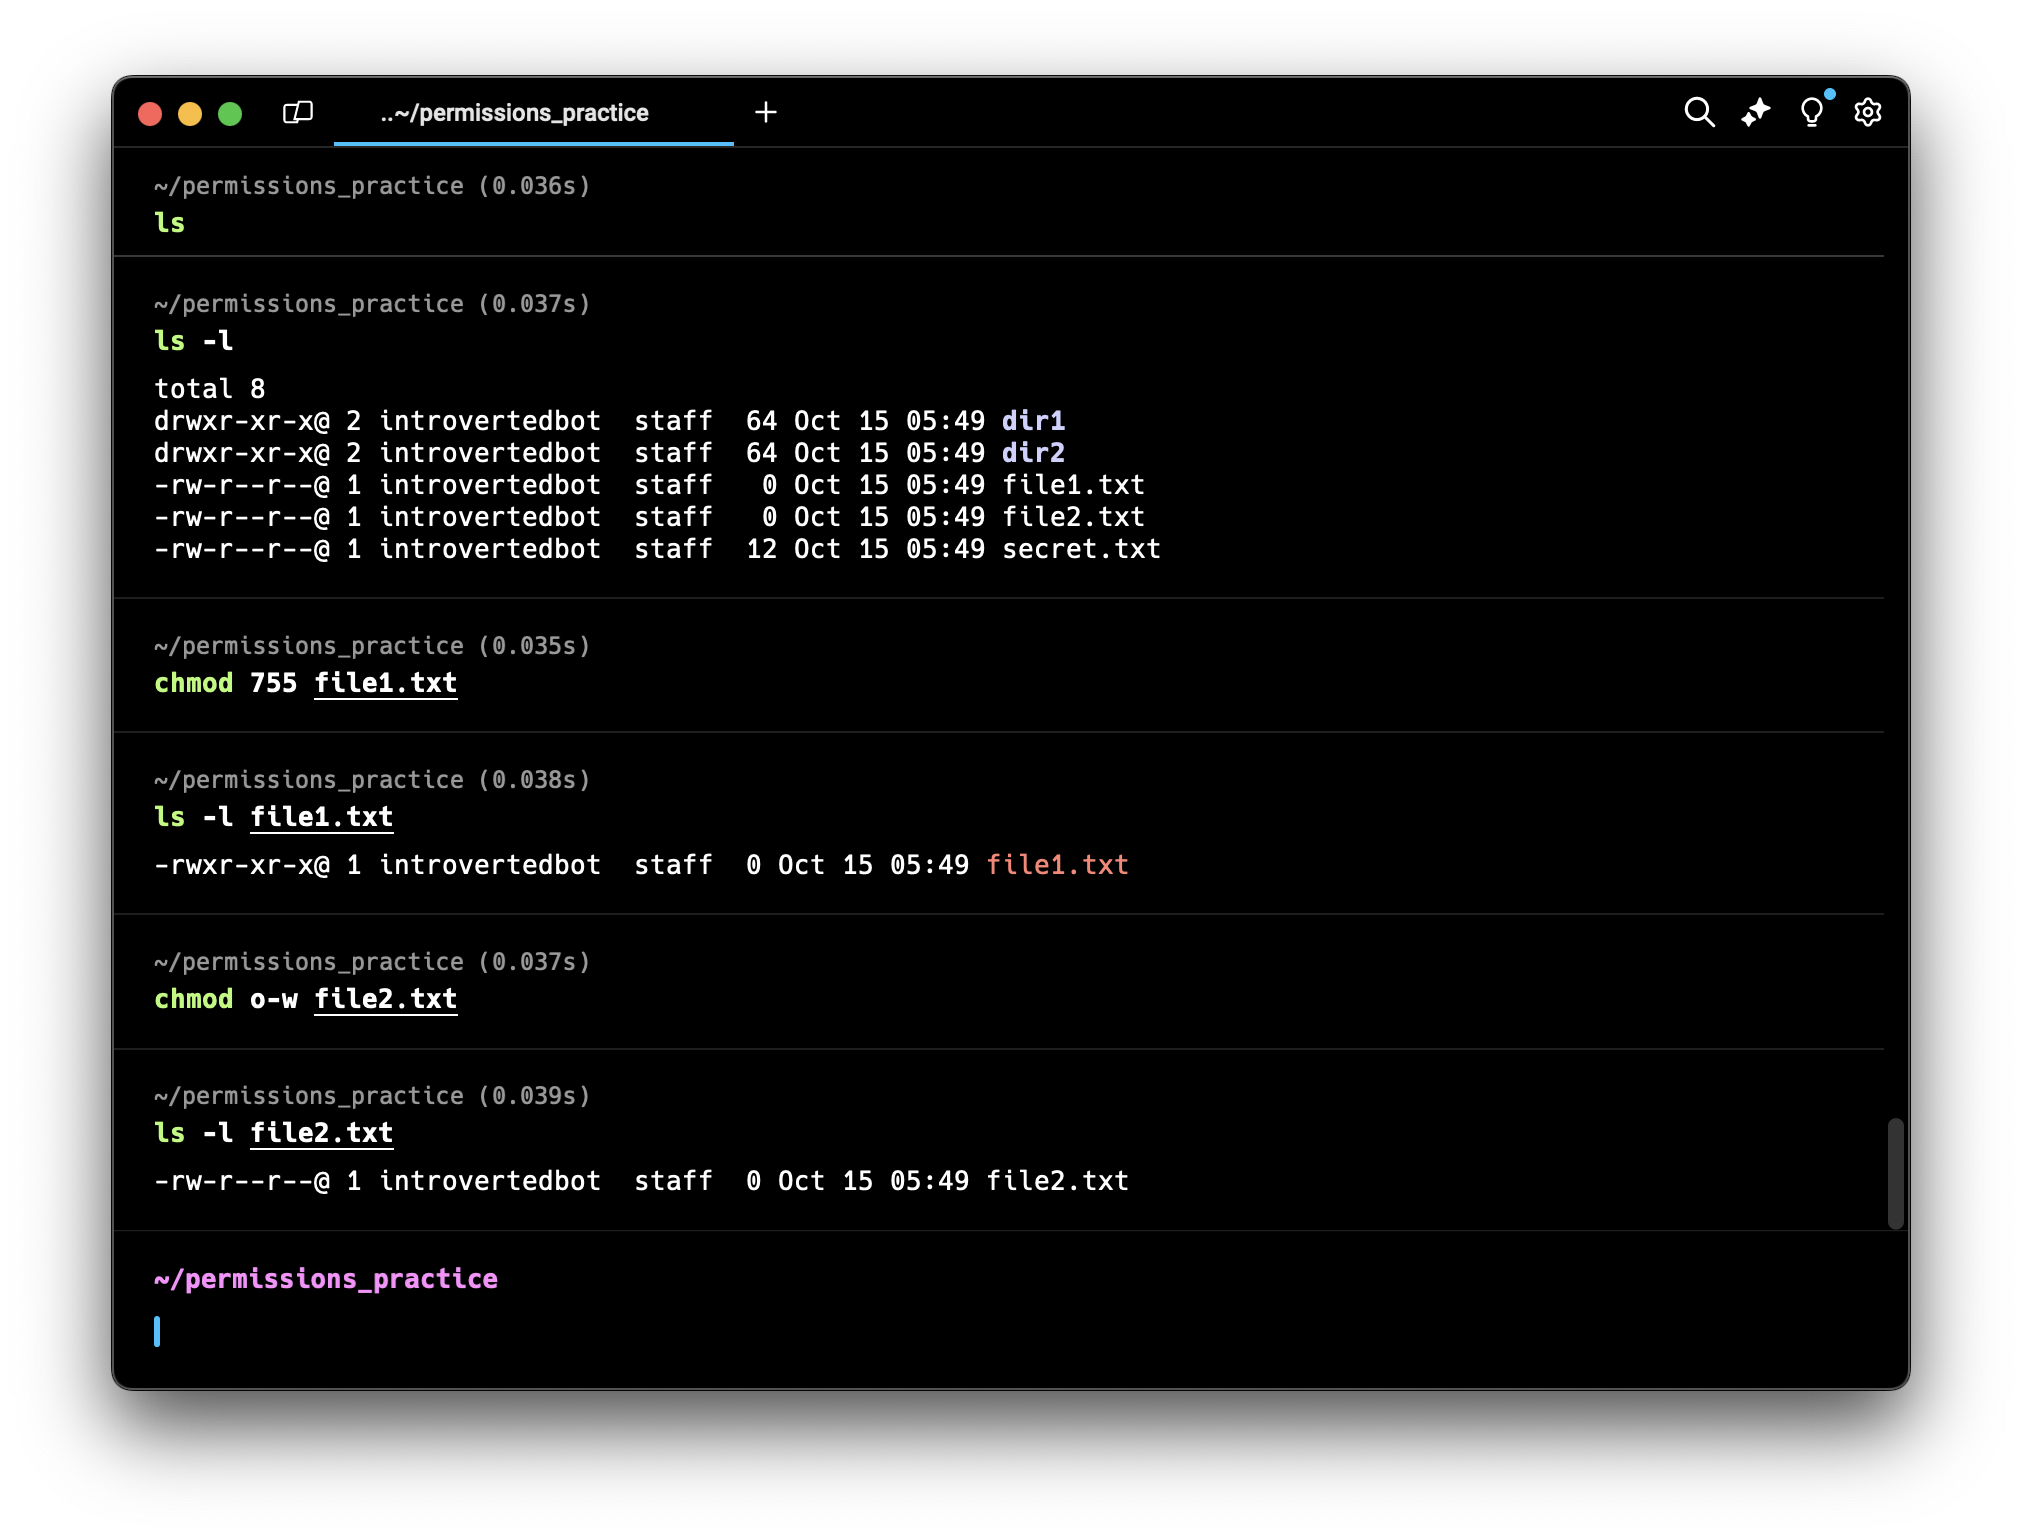 ..~/permissions_practice
~/permissions_practice (0.036s)
ls
~/permissions_practice (0.037s)
ls -l
total 8
drwxr-xr-x@ 2 introvertedbot  staff  64 Oct 15 05:49 dir1
drwxr-xr-x@ 2 introvertedbot  staff  64 Oct 15 05:49 dir2
-rw-r--r--@ 1 introvertedbot  staff   0 Oct 15 05:49 file1.txt
-rw-r--r--@ 1 introvertedbot  staff   0 Oct 15 05:49 file2.txt
-rw-r--r--@ 1 introvertedbot  staff  12 Oct 15 05:49 secret.txt
~/permissions_practice (0.035s)
chmod 755 file1.txt
~/permissions_practice (0.038s)
ls -l file1.txt
-rwxr-xr-x@ 1 introvertedbot  staff  0 Oct 15 05:49 file1.txt
~/permissions_practice (0.037s)
chmod o-w file2.txt
~/permissions_practice (0.039s)
ls -l file2.txt
-rw-r--r--@ 1 introvertedbot  staff  0 Oct 15 05:49 file2.txt
~/permissions_practice